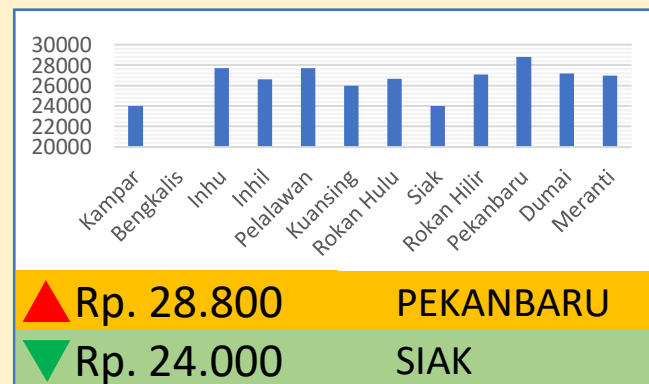 30000
28000
26000
24000
22000
20000
Kampar
Bengkalis
Inhu
Inhil
Pelalawan
Kuansing
Rokan Hulu
Siak
Rokan Hilir
Pekanbaru
Dumai
Meranti
Rp. 28.800 PEKANBARU
Rp. 24.000 SIAK